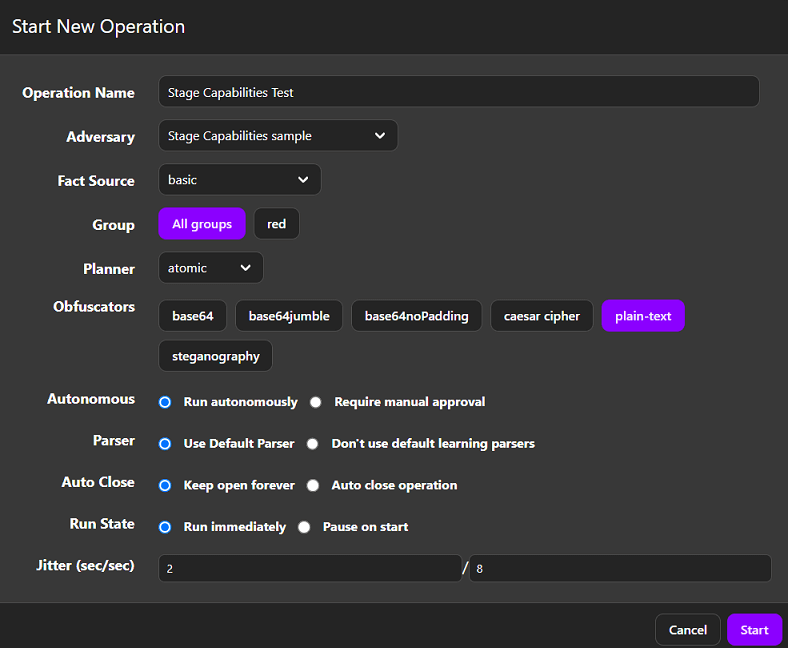 Start New Operation
Operation Name Stage Capabilities Test
Adversary Stage Capabilities sample
Fact Source basic
Group All groups red
Planner atomic
Obfuscators base64 base64jumble base64noPadding caesar cipher plain-text
steganography
Autonomous Run autonomously Require manual approval
Parser Use Default Parser Don't use default learning parsers
Auto Close Keep open forever Auto close operation
Run State Run immediately Pause on start
Jitter (sec/sec) 2 / 8
Cancel Start